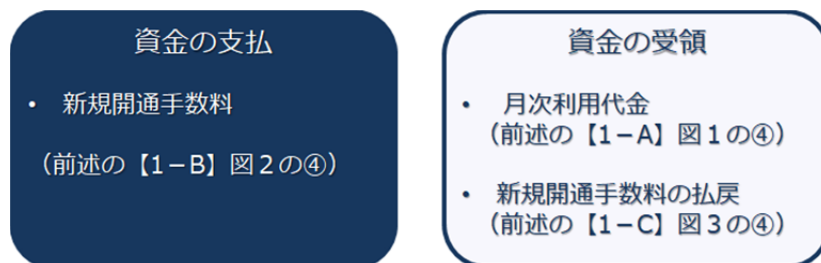 資金の支払
• 新規開通手数料
（前述の【1－B】図２の④）
資金の受領
• 月次利用代金
（前述の【1－A】図１の④）
• 新規開通手数料の払戻
（前述の【1－C】図３の④）